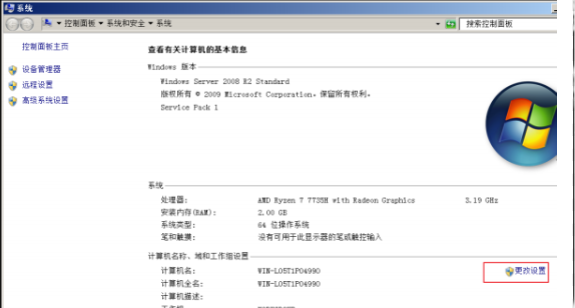 系统
控制面板 ▾ 系统和安全 ▾ 系统
搜索控制面板
控制面板主页
设备管理器
远程设置
高级系统设置
查看有关计算机的基本信息
Windows 版本
Windows Server 2008 R2 Standard
版权所有 © 2009 Microsoft Corporation。保留所有权利。
Service Pack 1
系统
处理器: AMD Ryzen 7 7735H with Radeon Graphics 3.19 GHz
安装内存(RAM): 2.00 GB
系统类型: 64 位操作系统
笔和触摸: 没有可用于此显示器的笔或触控输入
计算机名称、域和工作组设置
计算机名: WIN-LO5T1FO4990 更改设置
计算机全名: WIN-LO5T1FO4990
计算机描述: